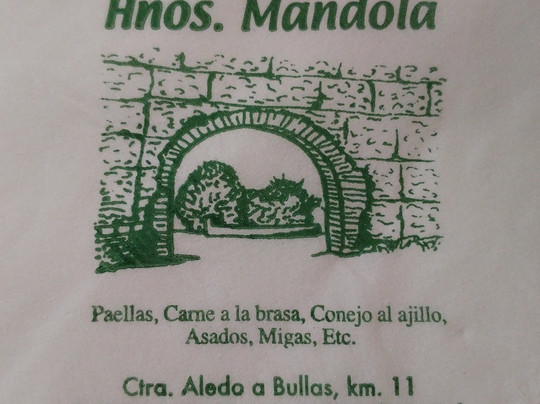 Hnos. Mandola
Paellas, Carne a la brasa, Conejo al ajillo,
Asados, Migas, Etc.
Ctra. Aledo a Bullas, km. 11